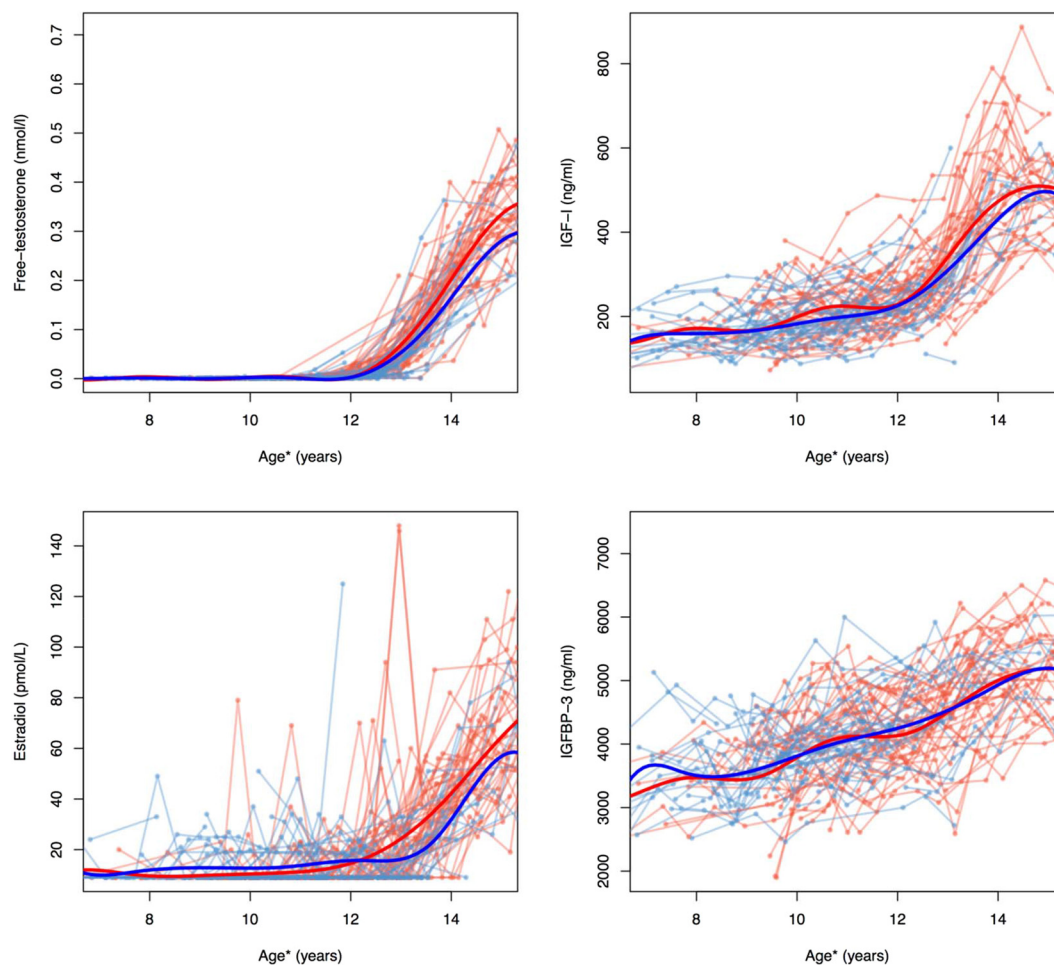 Free−testosterone (nmol/l)
0.7
0.6
0.5
0.4
0.3
0.2
0.1
0.0
8 10 12 14
Age* (years)
IGF−I (ng/ml)
800
600
400
200
8 10 12 14
Age* (years)
Estradiol (pmol/L)
140
120
100
80
60
40
20
8 10 12 14
Age* (years)
IGFBP−3 (ng/ml)
7000
6000
5000
4000
3000
2000
8 10 12 14
Age* (years)